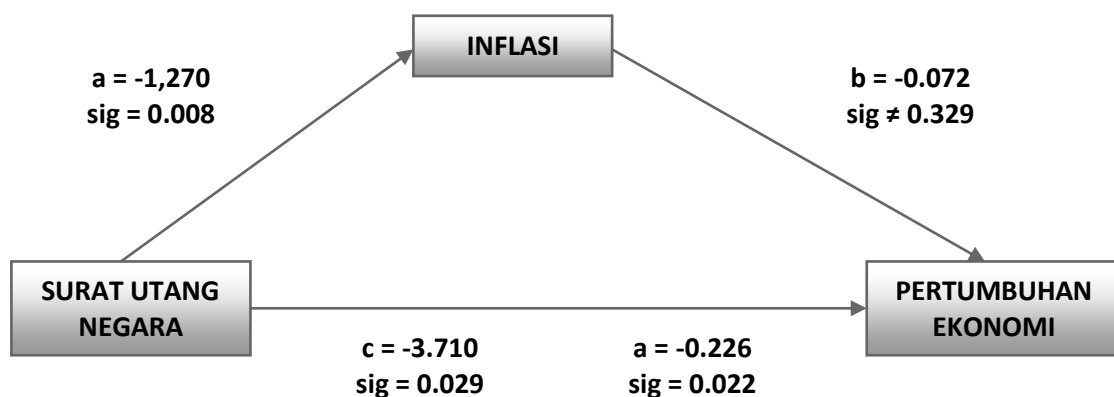 INFLASI
a = -1,270
sig = 0.008
b = -0.072
sig ≠ 0.329
SURAT UTANG
NEGARA
PERTUMBUHAN
EKONOMI
c = -3.710
sig = 0.029
a = -0.226
sig = 0.022